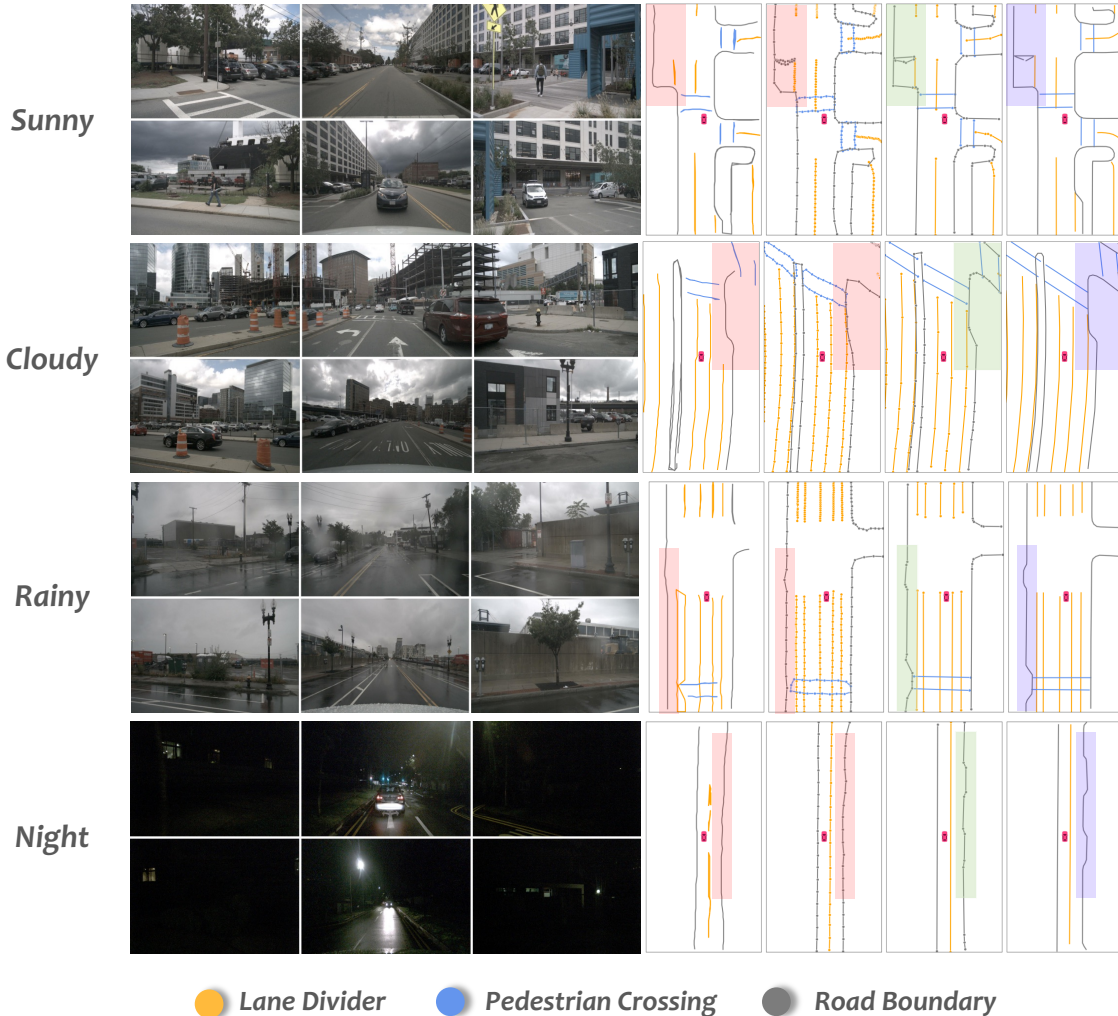 Sunny
Cloudy
Rainy
Night
Lane Divider
Pedestrian Crossing
Road Boundary